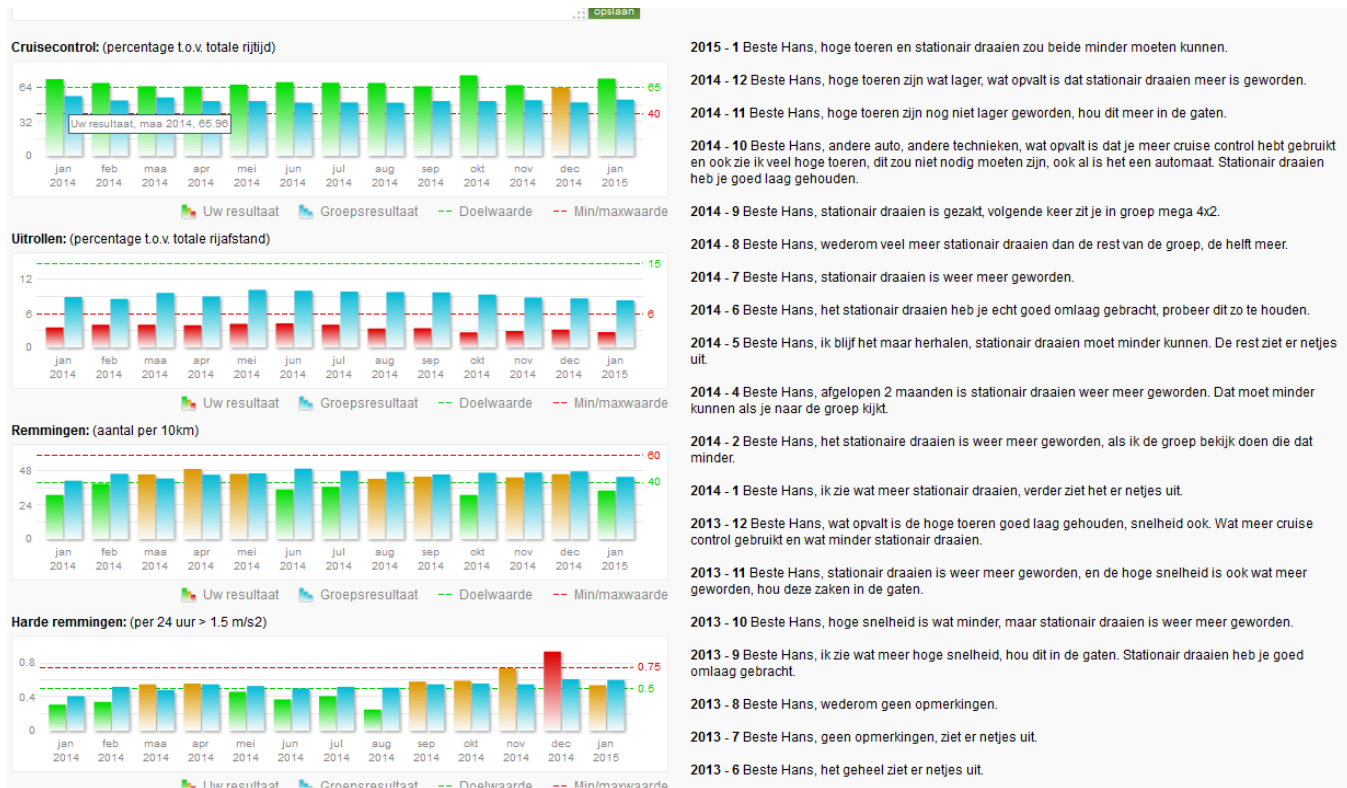 opslaan
Cruisecontrol: (percentage t.o.v. totale rijtijd)
64
32
0
65
40
Uw resultaat, maa 2014, 65.96
jan feb maa apr mei jun jul aug sep okt nov dec jan
2014 2014 2014 2014 2014 2014 2014 2014 2014 2014 2014 2014 2015
Uw resultaat Groepsresultaat Doelwaarde Min/maxwaarde
Uitrollen: (percentage t.o.v. totale rijafstand)
15
12
6
6
0
jan feb maa apr mei jun jul aug sep okt nov dec jan
2014 2014 2014 2014 2014 2014 2014 2014 2014 2014 2014 2014 2015
Uw resultaat Groepsresultaat Doelwaarde Min/maxwaarde
Remmingen: (aantal per 10km)
60
48
40
24
0
jan feb maa apr mei jun jul aug sep okt nov dec jan
2014 2014 2014 2014 2014 2014 2014 2014 2014 2014 2014 2014 2015
Uw resultaat Groepsresultaat Doelwaarde Min/maxwaarde
Harde remmingen: (per 24 uur > 1.5 m/s2)
0.8
0.75
0.5
0.4
0
jan feb maa apr mei jun jul aug sep okt nov dec jan
2014 2014 2014 2014 2014 2014 2014 2014 2014 2014 2014 2014 2015
Uw resultaat Groepsresultaat Doelwaarde Min/maxwaarde
2015 - 1 Beste Hans, hoge toeren en stationair draaien zou beide minder moeten kunnen.
2014 - 12 Beste Hans, hoge toeren zijn wat lager, wat opvalt is dat stationair draaien meer is geworden.
2014 - 11 Beste Hans, hoge toeren zijn nog niet lager geworden, hou dit meer in de gaten.
2014 - 10 Beste Hans, andere auto, andere technieken, wat opvalt is dat je meer cruise control hebt gebruikt
en ook zie ik veel hoge toeren, dit zou niet nodig moeten zijn, ook al is het een automaat. Stationair draaien
heb je goed laag gehouden.
2014 - 9 Beste Hans, stationair draaien is gezakt, volgende keer zit je in groep mega 4x2.
2014 - 8 Beste Hans, wederom veel meer stationair draaien dan de rest van de groep, de helft meer.
2014 - 7 Beste Hans, stationair draaien is weer meer geworden.
2014 - 6 Beste Hans, het stationair draaien heb je echt goed omlaag gebracht, probeer dit zo te houden.
2014 - 5 Beste Hans, ik blijf het maar herhalen, stationair draaien moet minder kunnen. De rest ziet er netjes
uit.
2014 - 4 Beste Hans, afgelopen 2 maanden is stationair draaien weer meer geworden. Dat moet minder
kunnen als je naar de groep kijkt.
2014 - 2 Beste Hans, het stationaire draaien is weer meer geworden, als ik de groep bekijk doen die dat
minder.
2014 - 1 Beste Hans, ik zie wat meer stationair draaien, verder ziet het er netjes uit.
2013 - 12 Beste Hans, wat opvalt is de hoge toeren goed laag gehouden, snelheid ook. Wat meer cruise
control gebruikt en wat minder stationair draaien.
2013 - 11 Beste Hans, stationair draaien is weer meer geworden, en de hoge snelheid is ook wat meer
geworden, hou deze zaken in de gaten.
2013 - 10 Beste Hans, hoge snelheid is wat minder, maar stationair draaien is weer meer geworden.
2013 - 9 Beste Hans, ik zie wat meer hoge snelheid, hou dit in de gaten. Stationair draaien heb je goed
omlaag gebracht.
2013 - 8 Beste Hans, wederom geen opmerkingen.
2013 - 7 Beste Hans, geen opmerkingen, ziet er netjes uit.
2013 - 6 Beste Hans, het geheel ziet er netjes uit.